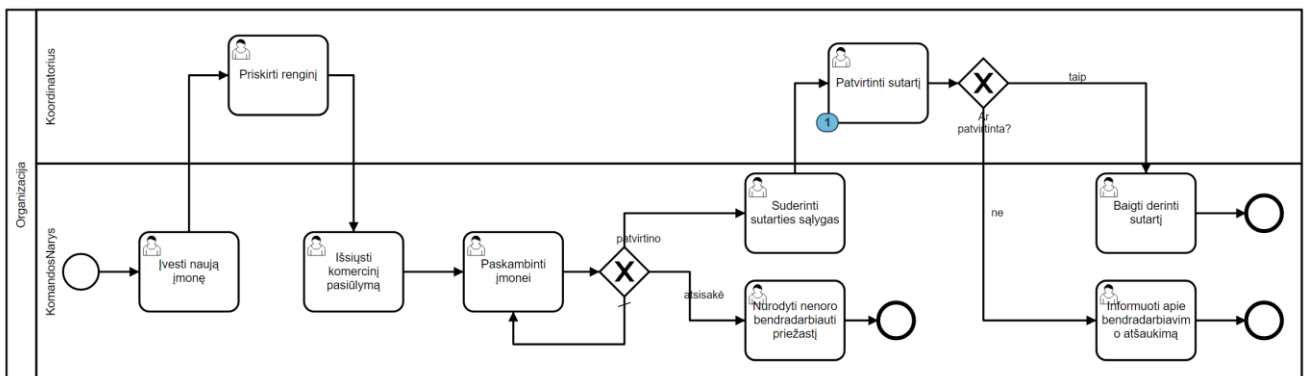 Organizacija
Koordinatorius
KomandosNarys
Priskirti renginį
Patvirtinti sutartį
1
Ar
patvirtinta?
taip
ne
Įvesti naują
įmonę
Išsiųsti
komercinį
pasiūlymą
Paskambinti
įmonei
patvirtino
atsisakė
Suderinti
sutarties sąlygas
Nurodyti nenoro
bendradarbiauti
priežastį
Baigti derinti
sutartį
Informuoti apie
bendradarbiavim
o atšaukimą